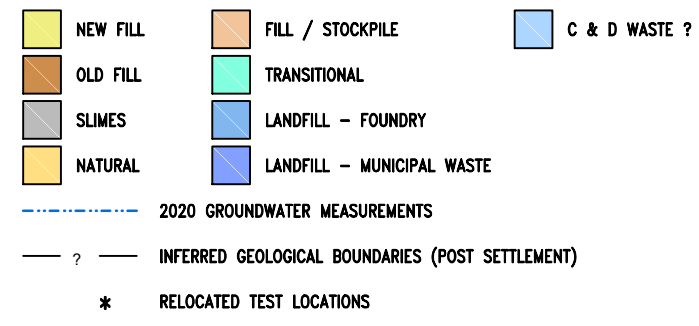 NEW FILL
FILL / STOCKPILE
C & D WASTE ?
OLD FILL
TRANSITIONAL
SLIMES
LANDFILL – FOUNDRY
NATURAL
LANDFILL – MUNICIPAL WASTE
2020 GROUNDWATER MEASUREMENTS
? INFERRED GEOLOGICAL BOUNDARIES (POST SETTLEMENT)
* RELOCATED TEST LOCATIONS